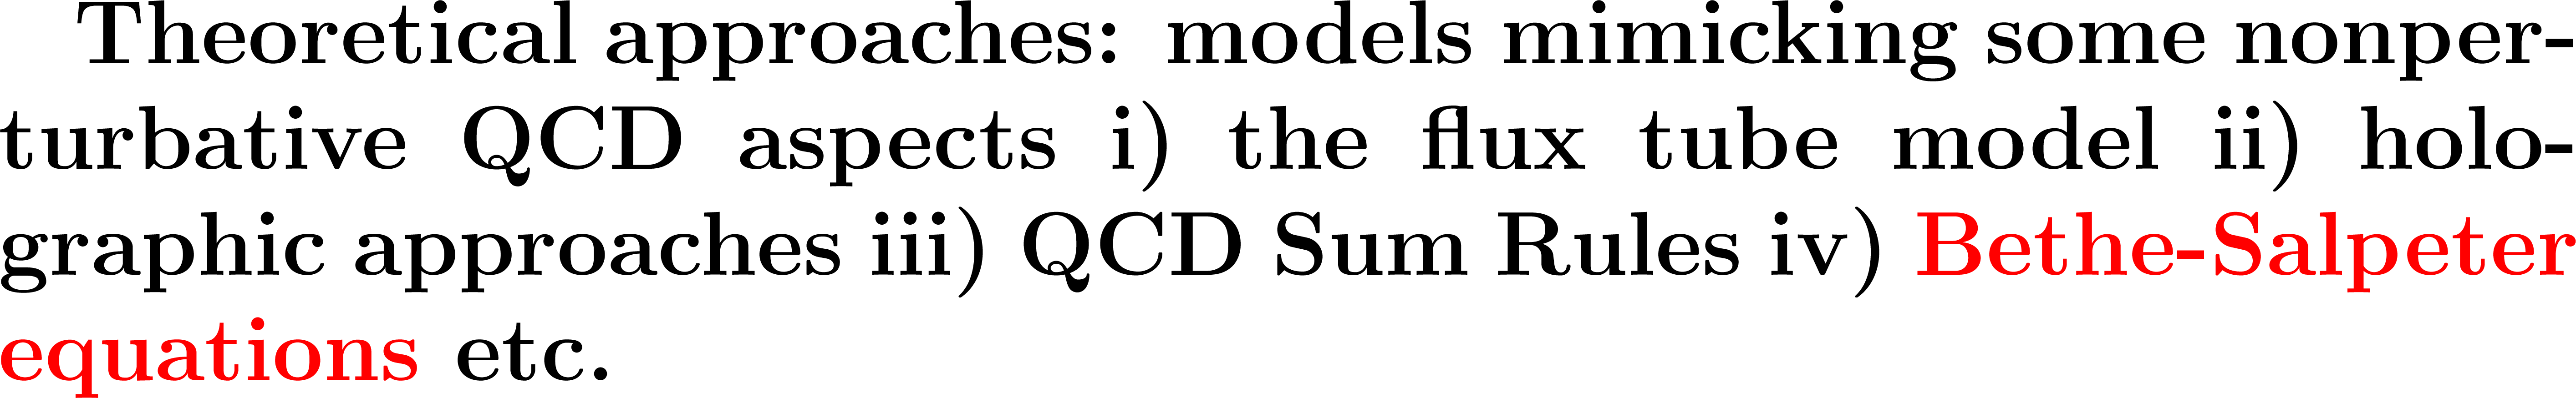 Theoretical approaches: models mimicking some nonper-
turbative QCD aspects i) the flux tube model ii) holo-
graphic approaches iii) QCD Sum Rules iv) Bethe-Salpeter
equations etc.